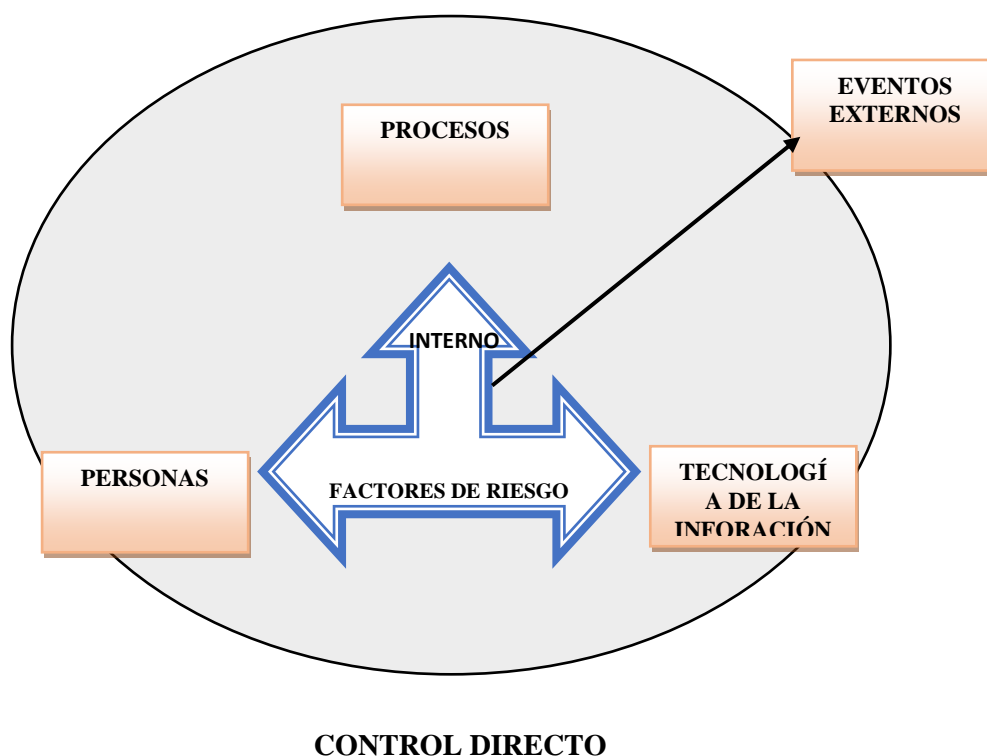 EVENTOS
EXTERNOS
PROCESOS
INTERNO
PERSONAS
FACTORES DE RIESGO
TECNOLOGÍ
A DE LA
INFORACIÓN
CONTROL DIRECTO